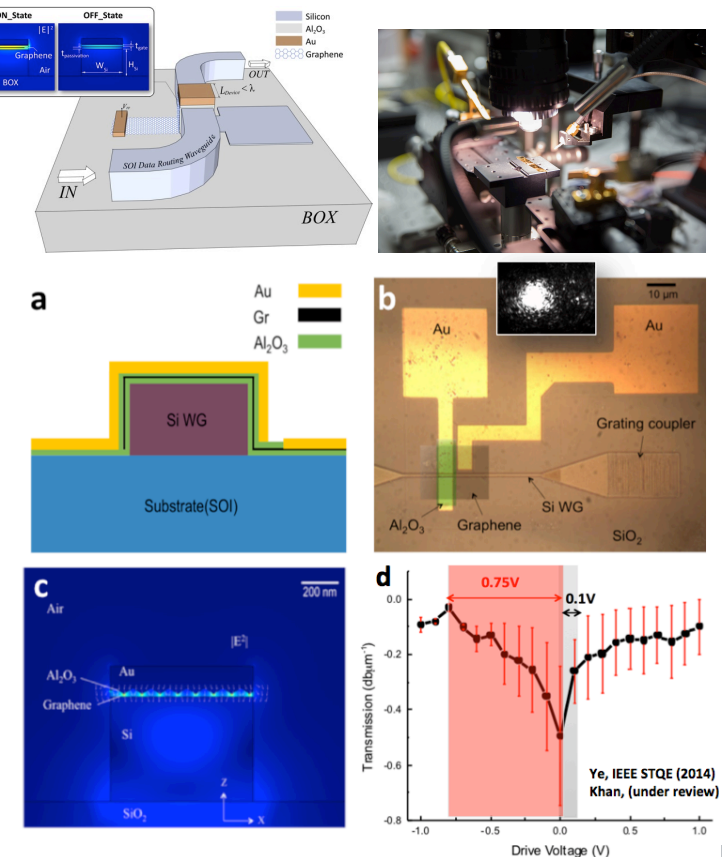 ON_State
OFF_State
|E|²
Graphene
Air
BOX
t_passivation
t_gate
W_Si
H_Si
Silicon
Al₂O₃
Au
Graphene
OUT
L_Device < λ
SOI Data Routing Waveguide
IN
BOX
a
Au
Gr
Al₂O₃
Si WG
Substrate(SOI)
b
10 μm
Au
Au
Grating coupler
Si WG
Al₂O₃
Graphene
SiO₂
c
200 nm
Air
|E²|
Au
Al₂O₃
Graphene
Si
Z
X
SiO₂
d
0.75V
0.1V
0.0
-0.2
-0.4
-0.6
-0.8
Transmission (dbμm⁻¹)
Ye, IEEE STQE (2014)
Khan, (under review)
-1.0
-0.5
0.0
0.5
1.0
Drive Voltage (V)